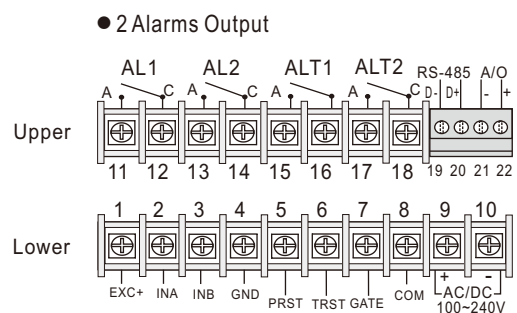 ● 2 Alarms Output
AL1 AL2 ALT1 ALT2 RS-485 A/O
A C A C A A C D- D+ - +
Upper
11 12 13 14 15 16 17 18 19 20 21 22
1 2 3 4 5 6 7 8 9 10
Lower
+ -
EXC+ INA INB GND PRST TRST GATE COM AC/DC
100~240V